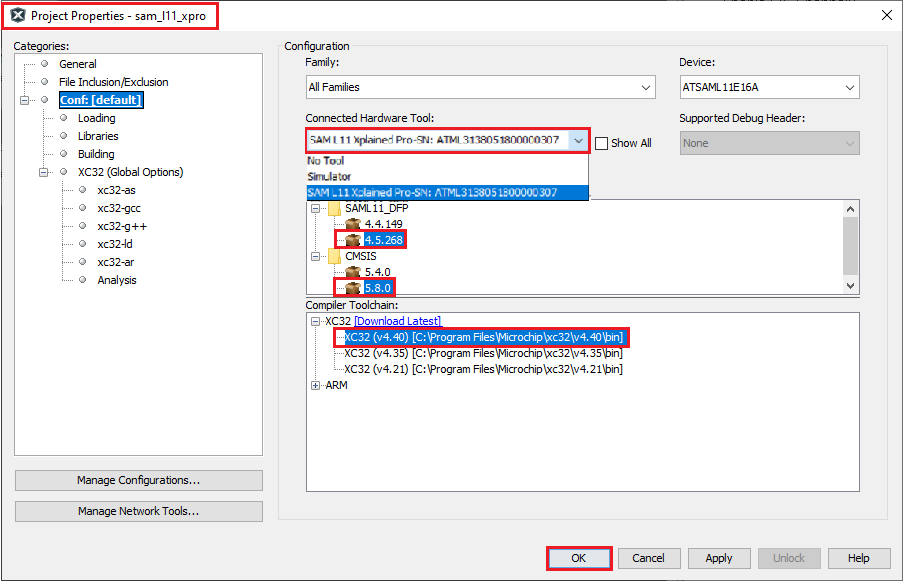 Project Properties - sam_l11_xpro
Categories:
General
File Inclusion/Exclusion
Conf: [default]
Loading
Libraries
Building
XC32 (Global Options)
xc32-as
xc32-gcc
xc32-g++
xc32-ld
xc32-ar
Analysis
Manage Configurations...
Manage Network Tools...
Configuration
Family:
All Families
Device:
ATSAML11E16A
Connected Hardware Tool:
SAM L11 Xplained Pro-SN: ATML3138051800000307
Show All
Supported Debug Header:
None
No Tool
Simulator
SAM L11 Xplained Pro-SN: ATML3138051800000307
SAML11_DFP
4.4.149
4.5.268
CMSIS
5.4.0
5.8.0
Compiler Toolchain:
XC32 [Download Latest]
XC32 (v4.40) [C:\Program Files\Microchip\xc32\v4.40\bin]
XC32 (v4.35) [C:\Program Files\Microchip\xc32\v4.35\bin]
XC32 (v4.21) [C:\Program Files\Microchip\xc32\v4.21\bin]
ARM
OK
Cancel
Apply
Unlock
Help